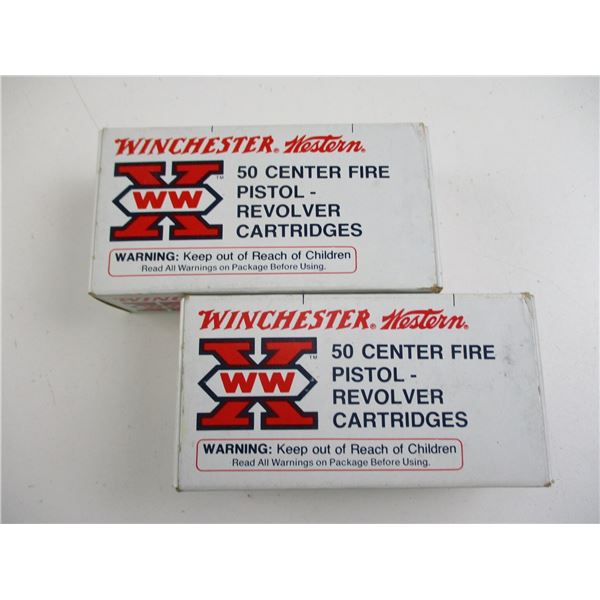 WINCHESTER® Western®
X WW ™
50 CENTER FIRE
PISTOL -
REVOLVER
CARTRIDGES
WARNING: Keep out of Reach of Children
Read All Warnings on Package Before Using.
WINCHESTER® Western®
X WW ™
50 CENTER FIRE
PISTOL -
REVOLVER
CARTRIDGES
WARNING: Keep out of Reach of Children
Read All Warnings on Package Before Using.